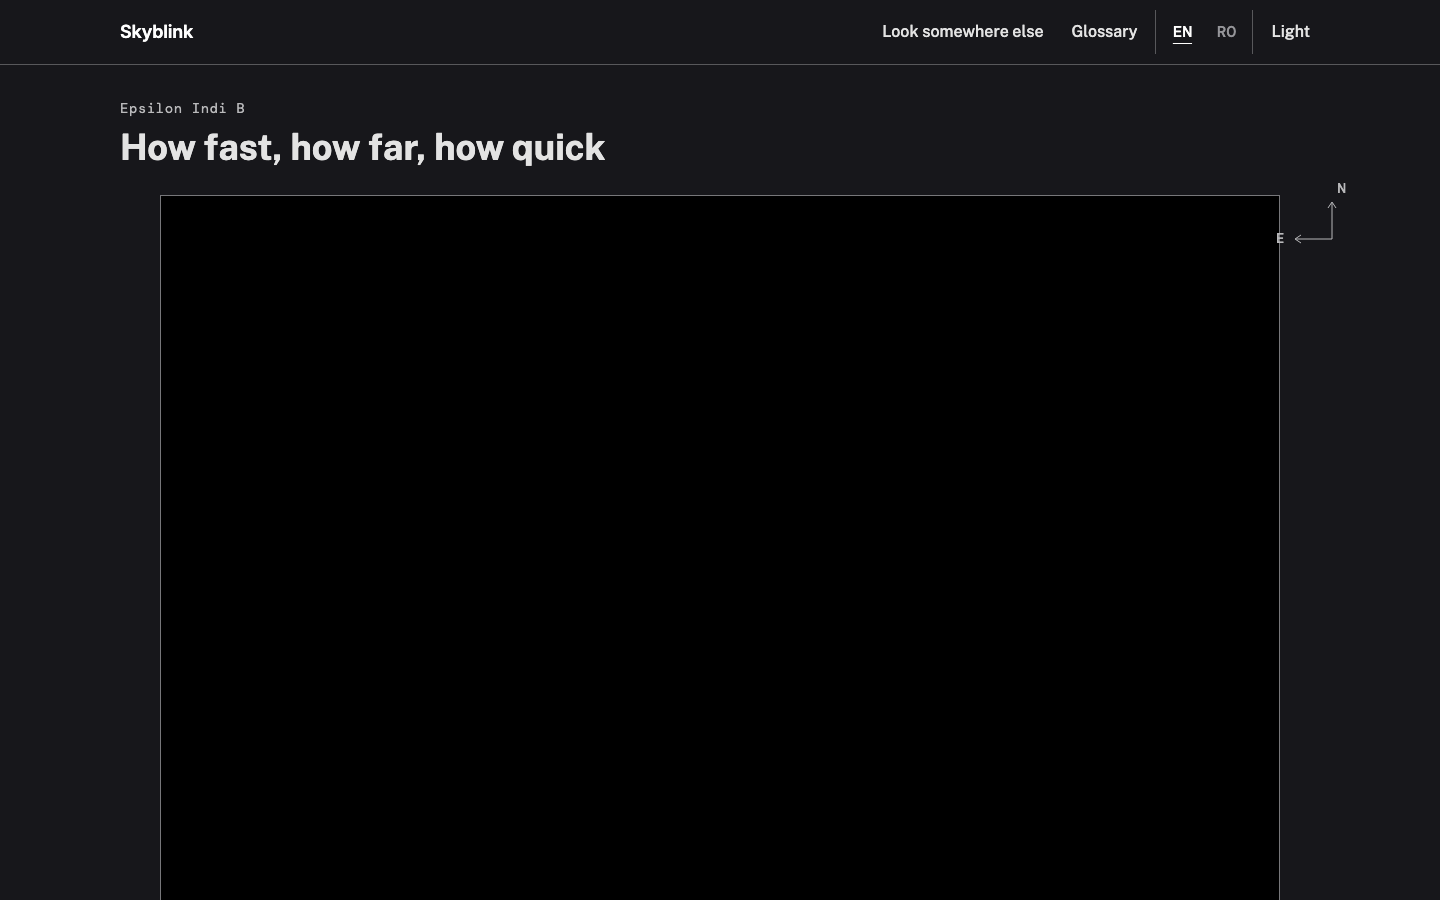 Skyblink
Look somewhere else
Glossary
EN
RO
Light
Epsilon Indi B
How fast, how far, how quick
N
E